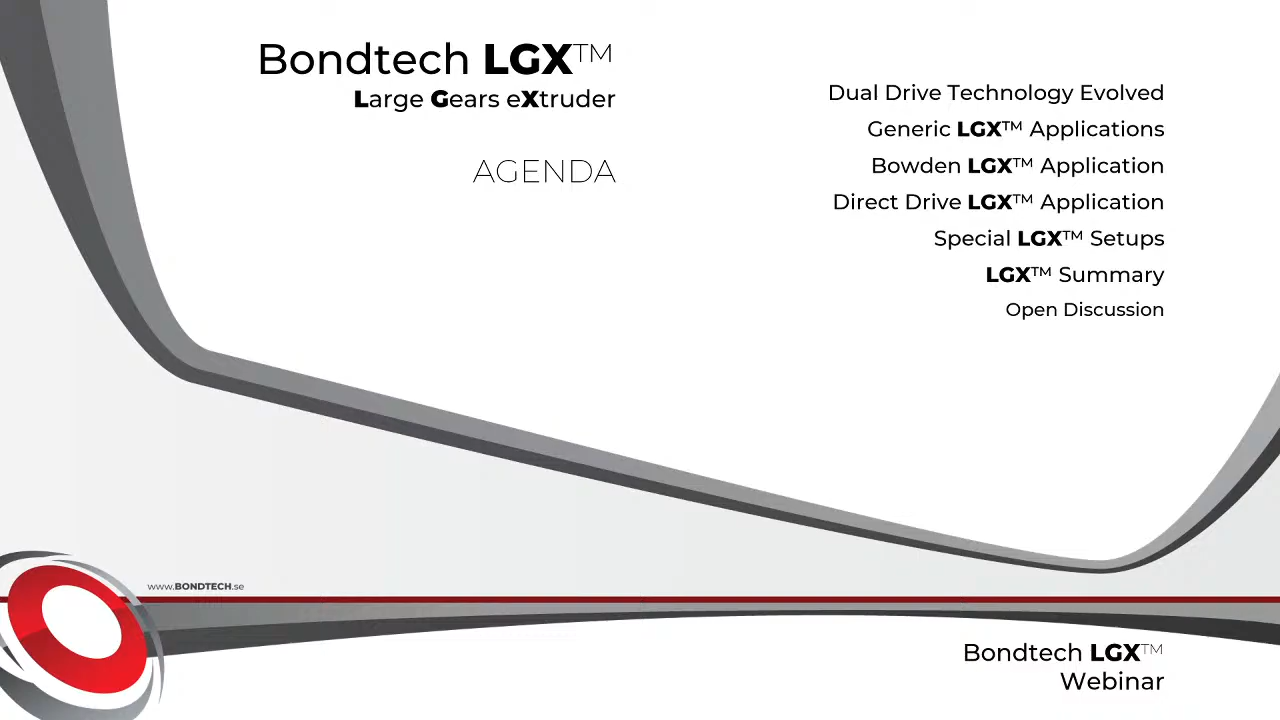 Bondtech LGX™
Large Gears eXtruder
AGENDA
Dual Drive Technology Evolved
Generic LGX™ Applications
Bowden LGX™ Application
Direct Drive LGX™ Application
Special LGX™ Setups
LGX™ Summary
Open Discussion
www.BONDTECH.se
Bondtech LGX™
Webinar